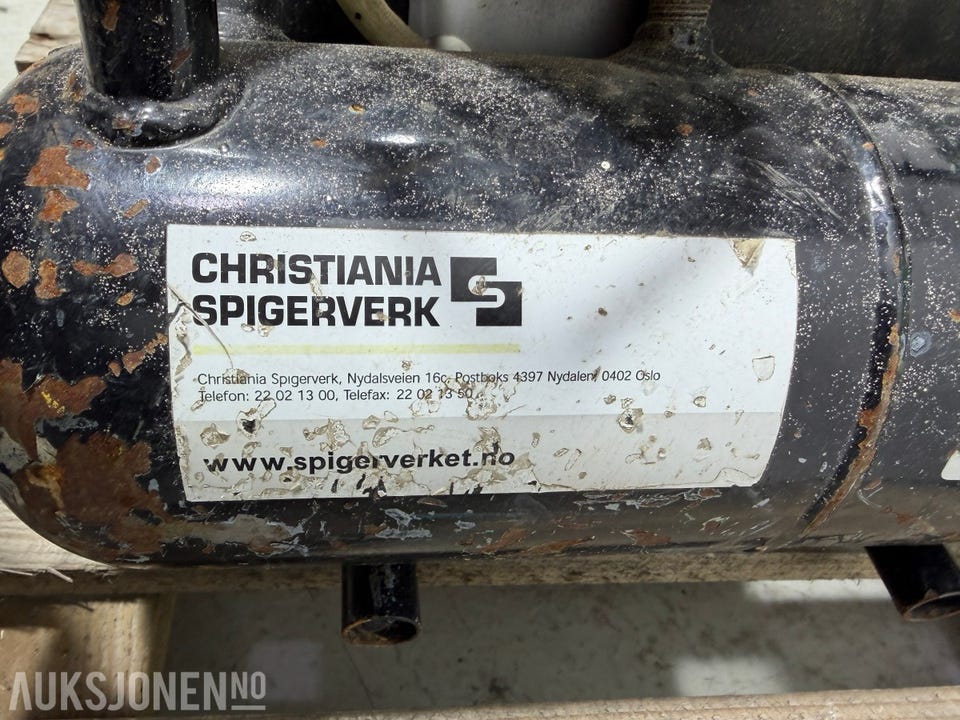 CHRISTIANIA
SPIGERVERK
Christiania Spigerverk, Nydalsveien 16c, Postboks 4397 Nydalen, 0402 Oslo
Telefon: 22 02 13 00, Telefax: 22 02 13 50
www.spigerverket.no
AUKSJONEN.NO